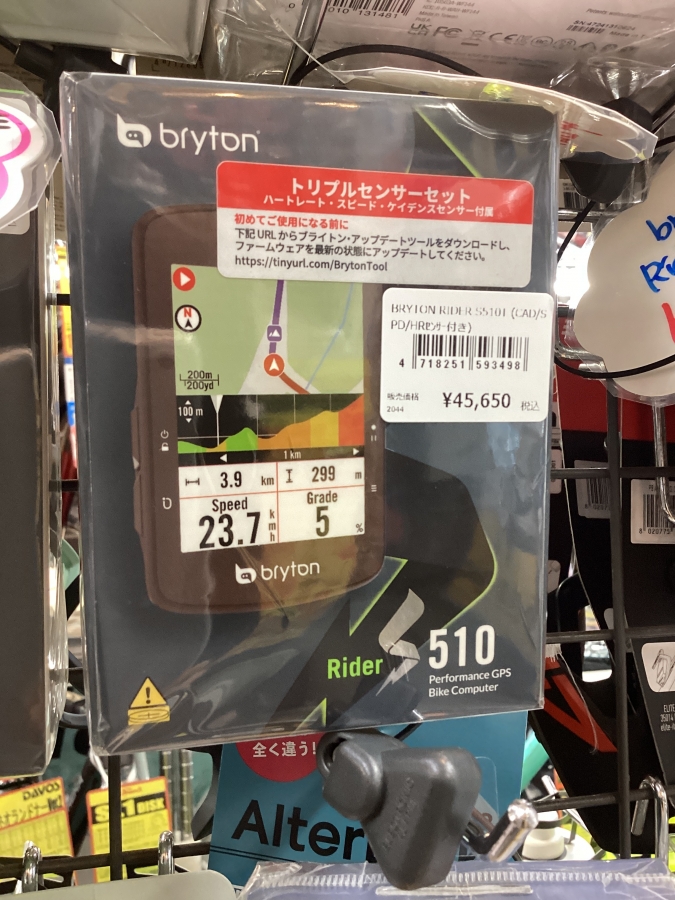 010 131481
bryton
トリプルセンサーセット
ハートレート・スピード・ケイデンスセンサー付属
初めてご使用になる前に
下記 URL からブライトン・アップデートツールをダウンロードし、
ファームウェアを最新の状態にアップデートしてください。
https://tinyurl.com/BrytonTool
BRYTON RIDER S510T (CAD/S
PD/HRセンサー付き)
4 718251 593498
販売価格
2044
¥45,650 税込
N
200m
200yd
100 m
1 km
3.9 km
299 m
Speed
23.7 kmh
Grade
5 %
bryton
Rider S 510
Performance GPS
Bike Computer
全く違う!
Alter
DAVOS